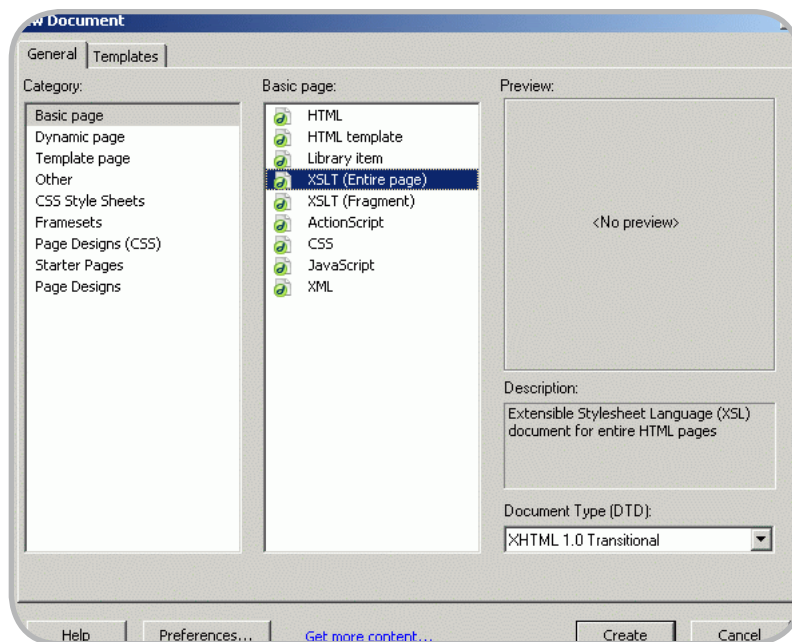 w Document
General
Templates
Category:
Basic page
Dynamic page
Template page
Other
CSS Style Sheets
Framesets
Page Designs (CSS)
Starter Pages
Page Designs
Basic page:
HTML
HTML template
Library item
XSLT (Entire page)
XSLT (Fragment)
ActionScript
CSS
JavaScript
XML
Preview:
<No preview>
Description:
Extensible Stylesheet Language (XSL)
document for entire HTML pages
Document Type (DTD):
XHTML 1.0 Transitional
Help
Preferences...
Get more content...
Create
Cancel